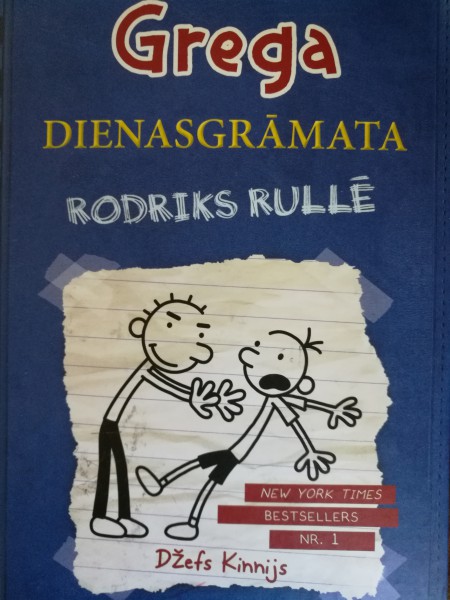 Grega
DIENASGRĀMATA
RODRIKS RULLĒ
NEW YORK TIMES
BESTSELLERS
NR. 1
Džefs Kinnijs